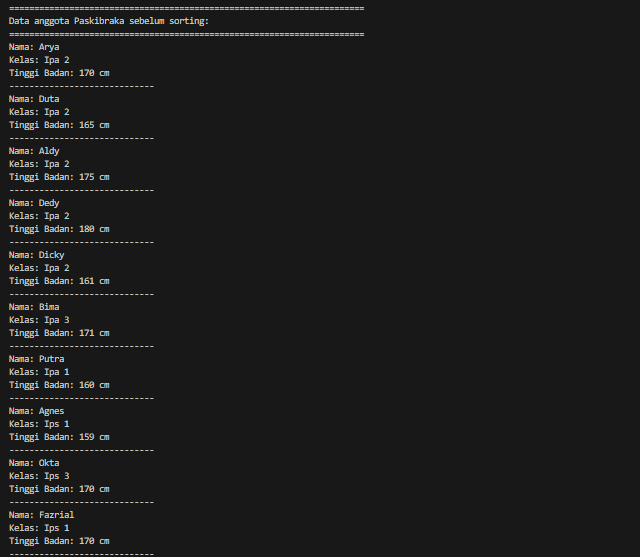 =======================================================================
Data anggota Paskibraka sebelum sorting:
=======================================================================
Nama: Arya
Kelas: Ipa 2
Tinggi Badan: 170 cm
-----------------------------
Nama: Duta
Kelas: Ipa 2
Tinggi Badan: 165 cm
-----------------------------
Nama: Aldy
Kelas: Ipa 2
Tinggi Badan: 175 cm
-----------------------------
Nama: Dedy
Kelas: Ipa 2
Tinggi Badan: 180 cm
-----------------------------
Nama: Dicky
Kelas: Ipa 2
Tinggi Badan: 161 cm
-----------------------------
Nama: Bima
Kelas: Ipa 3
Tinggi Badan: 171 cm
-----------------------------
Nama: Putra
Kelas: Ipa 1
Tinggi Badan: 160 cm
-----------------------------
Nama: Agnes
Kelas: Ips 1
Tinggi Badan: 159 cm
-----------------------------
Nama: Okta
Kelas: Ips 3
Tinggi Badan: 170 cm
-----------------------------
Nama: Fazrial
Kelas: Ips 1
Tinggi Badan: 170 cm
-----------------------------